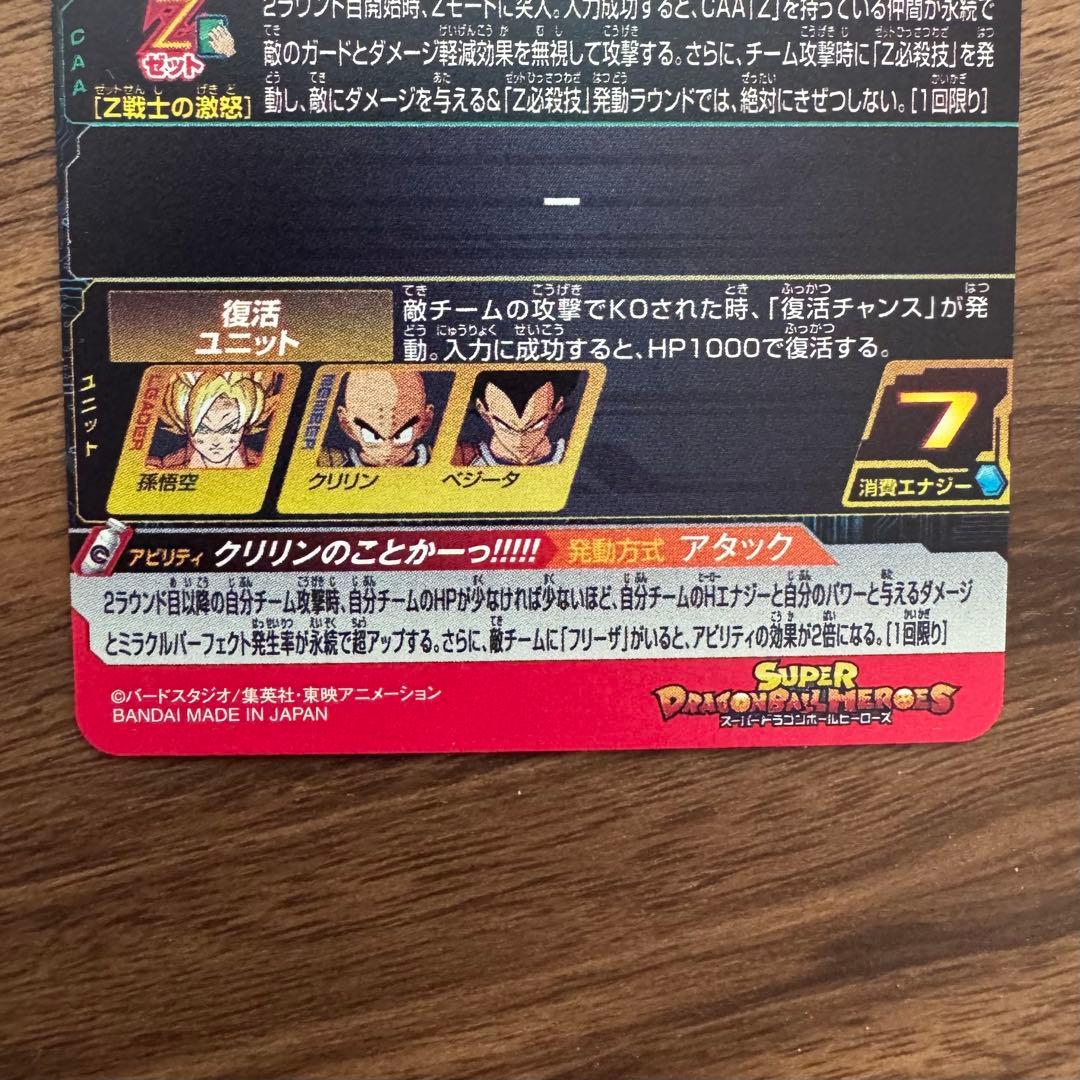 2ラウンド目開始時、Zモードに突入。入力成功すると、CAA「Z」を持っている仲間が永続で
敵のガードとダメージ軽減効果を無視して攻撃する。さらに、チーム攻撃時に「Z必殺技」を発
動し、敵にダメージを与える&「Z必殺技」発動ラウンドでは、絶対にきぜつしない。[1回限り]
CAA
Z
ゼット
[Z戦士の激怒]
ー
ユニット
復活
ユニット
敵チームの攻撃でKOされた時、「復活チャンス」が発
動。入力に成功すると、HP1000で復活する。
LEADER
孫悟空
MEMBER
クリリン
ベジータ
7
消費エナジー
アビリティ クリリンのことかーっ!!!!! 発動方式 アタック
2ラウンド目以降の自分チーム攻撃時、自分チームのHPが少なければ少ないほど、自分チームのHエナジーと自分のパワーと与えるダメージ
とミラクルパーフェクト発生率が永続で超アップする。さらに、敵チームに「フリーザ」がいると、アビリティの効果が2倍になる。[1回限り]
©バードスタジオ/集英社・東映アニメーション
BANDAI MADE IN JAPAN
SUPER
DRAGONBALL HEROES
スーパードラゴンボールヒーローズ